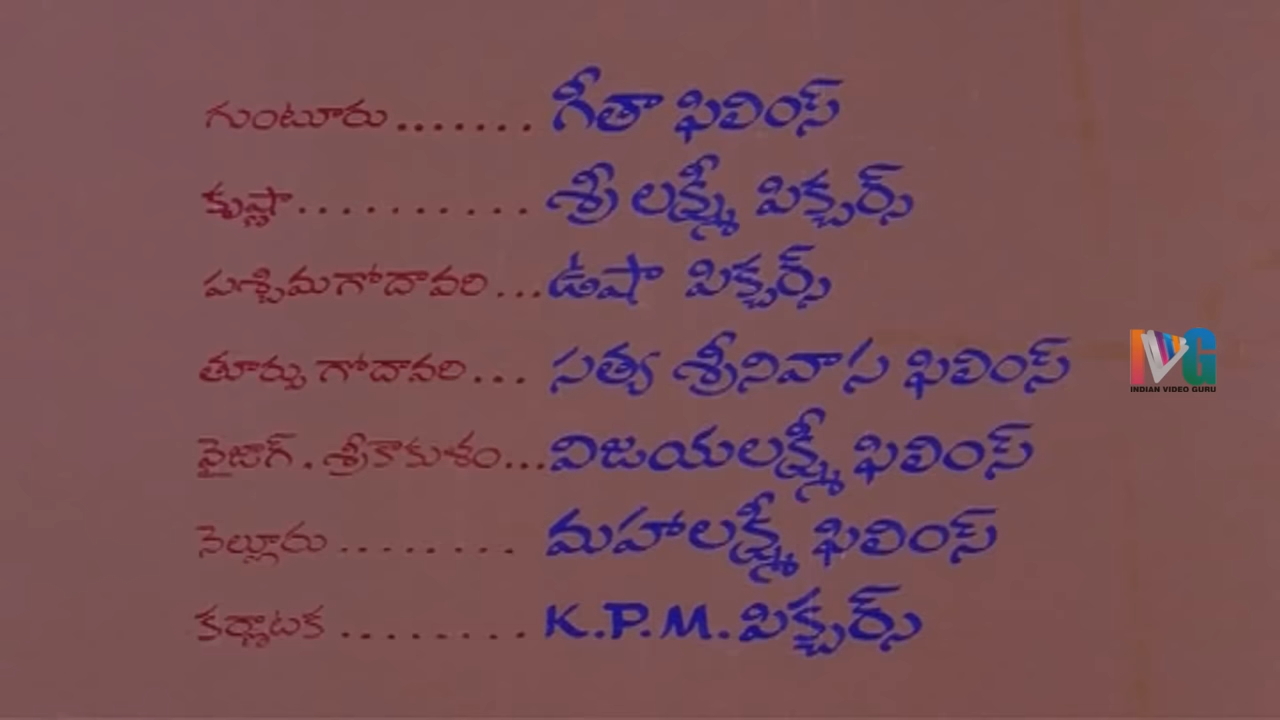 గుంటూరు....... గీతా ఫిలింస్
కృష్ణా........... శ్రీ లక్ష్మీ పిక్చర్స్
పశ్చిమగోదావరి...ఉషా పిక్చర్స్
తూర్పు గోదావరి... సత్య శ్రీనివాస ఫిలింస్
వైజాగ్.శ్రీకాకుళం...విజయలక్ష్మీ ఫిలింస్
నెల్లూరు........ మహాలక్ష్మీ ఫిలింస్
కర్ణాటక........ K.P.M.పిక్చర్స్
INDIAN VIDEO GURU